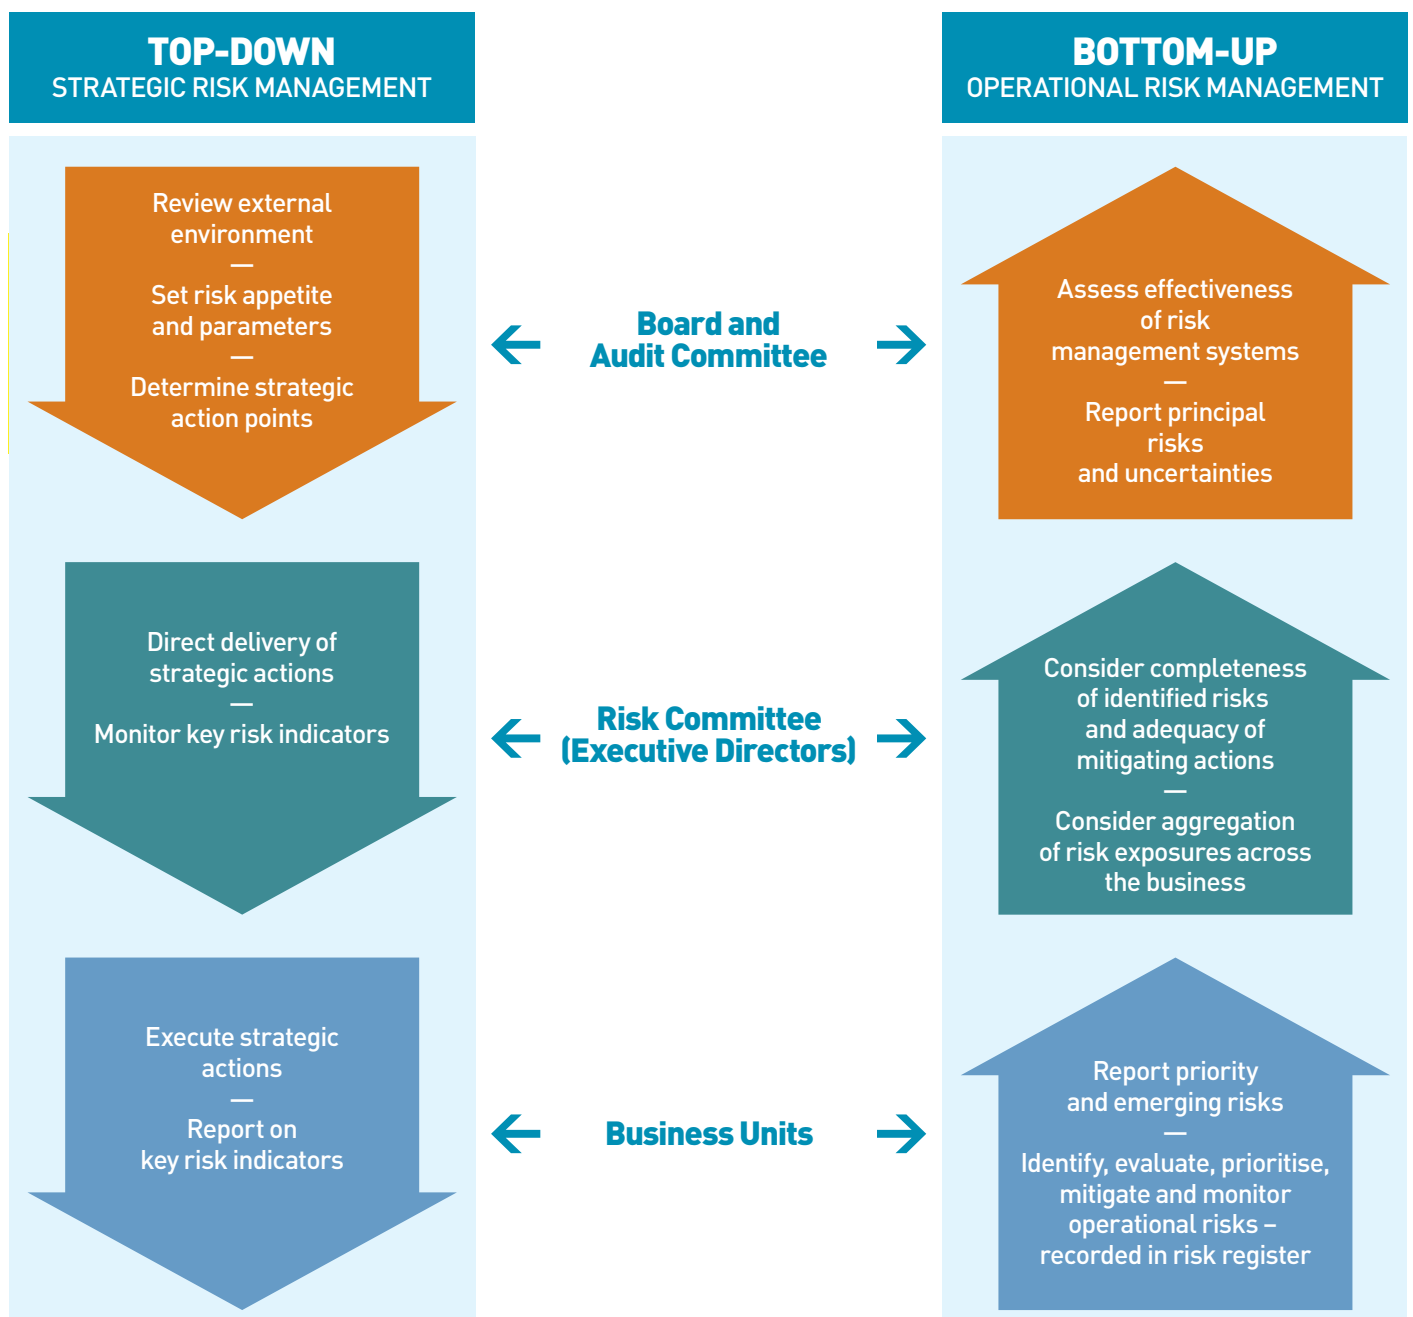 TOP-DOWN
STRATEGIC RISK MANAGEMENT
BOTTOM-UP
OPERATIONAL RISK MANAGEMENT
Review external
environment
—
Set risk appetite
and parameters
—
Determine strategic
action points
Board and
Audit Committee
Assess effectiveness
of risk
management systems
—
Report principal
risks
and uncertainties
Direct delivery of
strategic actions
—
Monitor key risk indicators
Risk Committee
(Executive Directors)
Consider completeness
of identified risks
and adequacy of
mitigating actions
—
Consider aggregation
of risk exposures across
the business
Execute strategic
actions
—
Report on
key risk indicators
Business Units
Report priority
and emerging risks
—
Identify, evaluate, prioritise,
mitigate and monitor
operational risks –
recorded in risk register